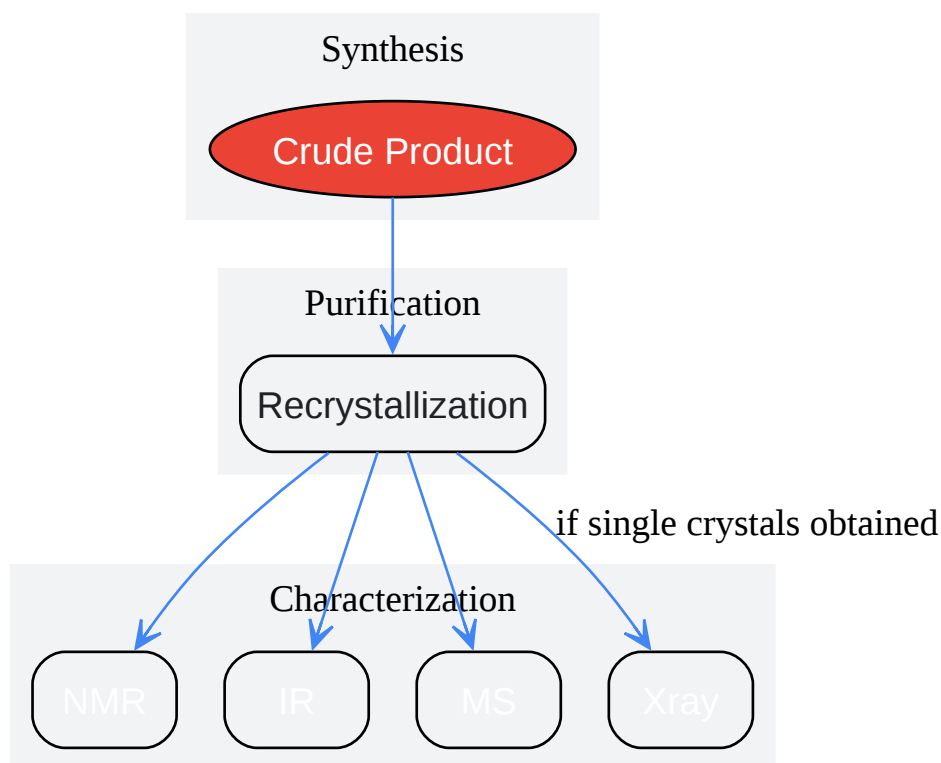 Synthesis
Crude Product
Purification
Recrystallization
if single crystals obtained
Characterization
NMR
IR
MS
Xray